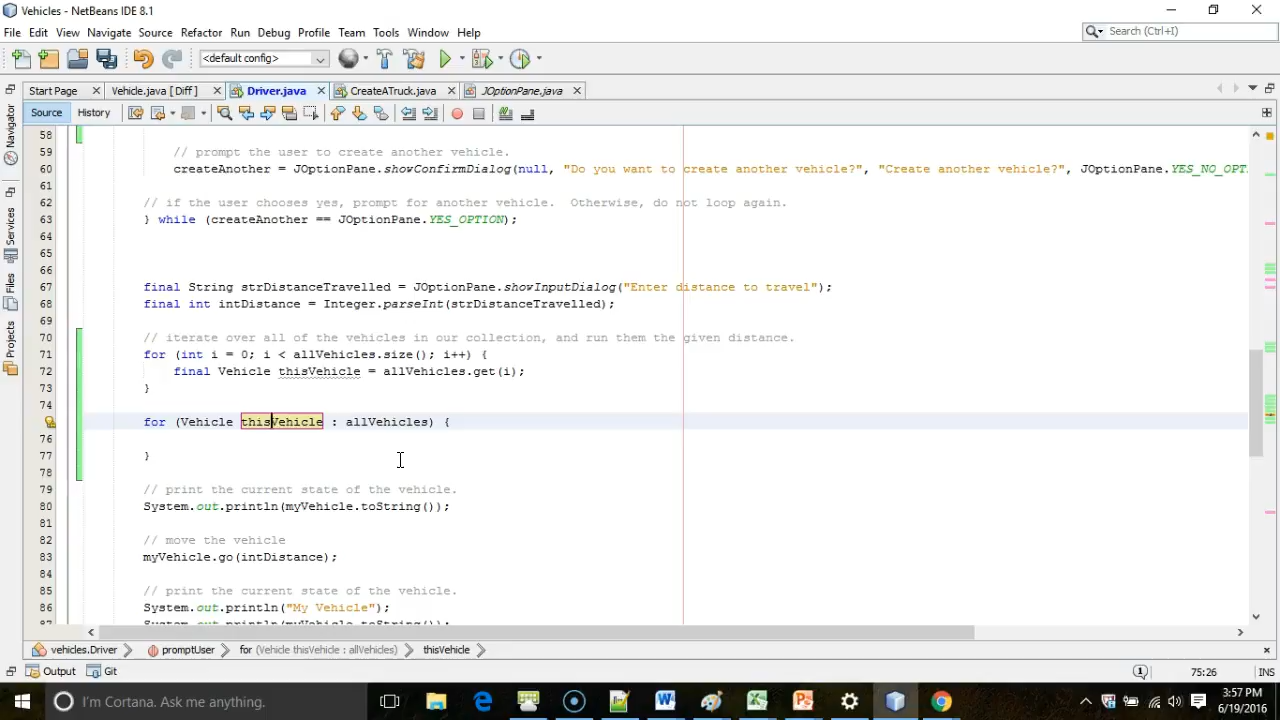 Vehicles - NetBeans IDE 8.1
File Edit View Navigate Source Refactor Run Debug Profile Team Tools Window Help
Search (Ctrl+I)
<default config>
Start Page Vehicle.java [ Diff ] Driver.java CreateATruck.java JOptionPane.java
Source History
Navigator
Services
Files
Projects
58
59 // prompt the user to create another vehicle.
60 createAnother = JOptionPane.showConfirmDialog(null, "Do you want to create another vehicle?", "Create another vehicle?", JOptionPane.YES_NO_OPT
61
62 // if the user chooses yes, prompt for another vehicle.  Otherwise, do not loop again.
63 } while (createAnother == JOptionPane.YES_OPTION);
64
65
66
67 final String strDistanceTravelled = JOptionPane.showInputDialog("Enter distance to travel");
68 final int intDistance = Integer.parseInt(strDistanceTravelled);
69
70 // iterate over all of the vehicles in our collection, and run them the given distance.
71 for (int i = 0; i < allVehicles.size(); i++) {
72 final Vehicle thisVehicle = allVehicles.get(i);
73 }
74
for (Vehicle thisVehicle : allVehicles) {
76
77 }
78
79 // print the current state of the vehicle.
80 System.out.println(myVehicle.toString());
81
82 // move the vehicle
83 myVehicle.go(intDistance);
84
85 // print the current state of the vehicle.
86 System.out.println("My Vehicle");
87 System.out.println(myVehicle.toString());
vehicles.Driver promptUser for (Vehicle thisVehicle : allVehicles) thisVehicle
Output Git 75:26 INS
I'm Cortana. Ask me anything.
3:57 PM
6/19/2016